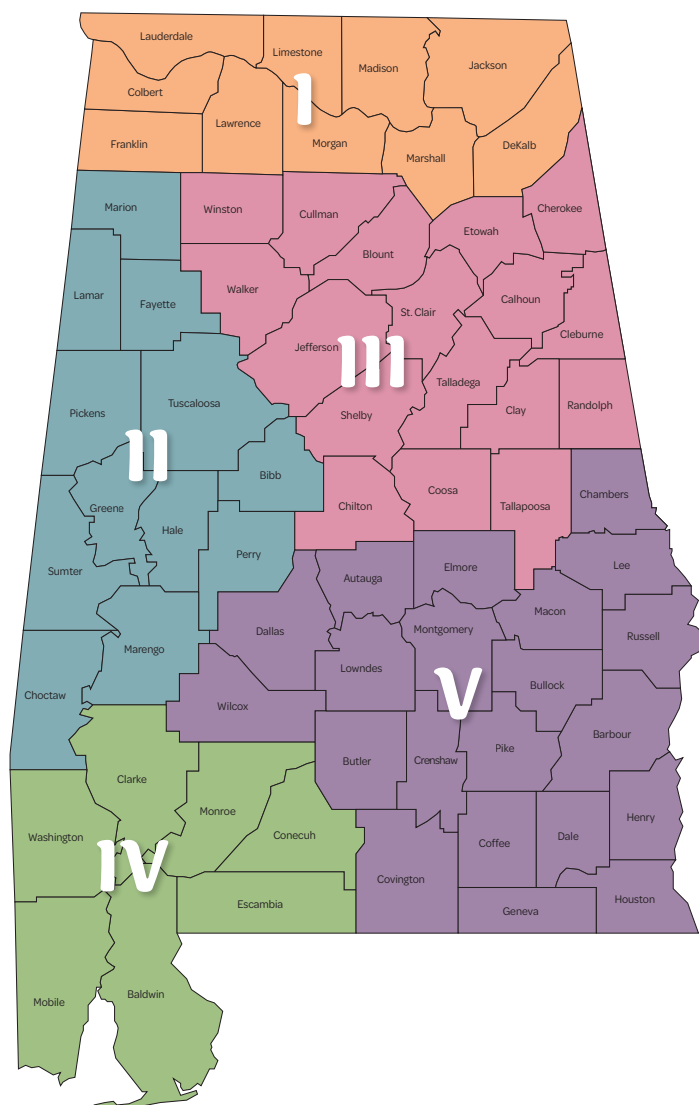 Lauderdale
Limestone
Madison
Jackson
Colbert
I
Lawrence
Franklin
Morgan
Marshall
DeKalb
Marion
Winston
Cullman
Cherokee
Etowah
Blount
Walker
Lamar
Fayette
St. Clair
Calhoun
Cleburne
Jefferson
III
Talladega
Tuscaloosa
Pickens
Shelby
Clay
Randolph
II
Bibb
Coosa
Chambers
Greene
Chilton
Tallapoosa
Hale
Perry
Sumter
Autauga
Elmore
Lee
Macon
Dallas
Montgomery
Russell
Marengo
Lowndes
Choctaw
Wilcox
V
Bullock
Barbour
Clarke
Butler
Crenshaw
Pike
Monroe
Washington
Conecuh
Henry
IV
Coffee
Dale
Covington
Escambia
Geneva
Houston
Mobile
Baldwin